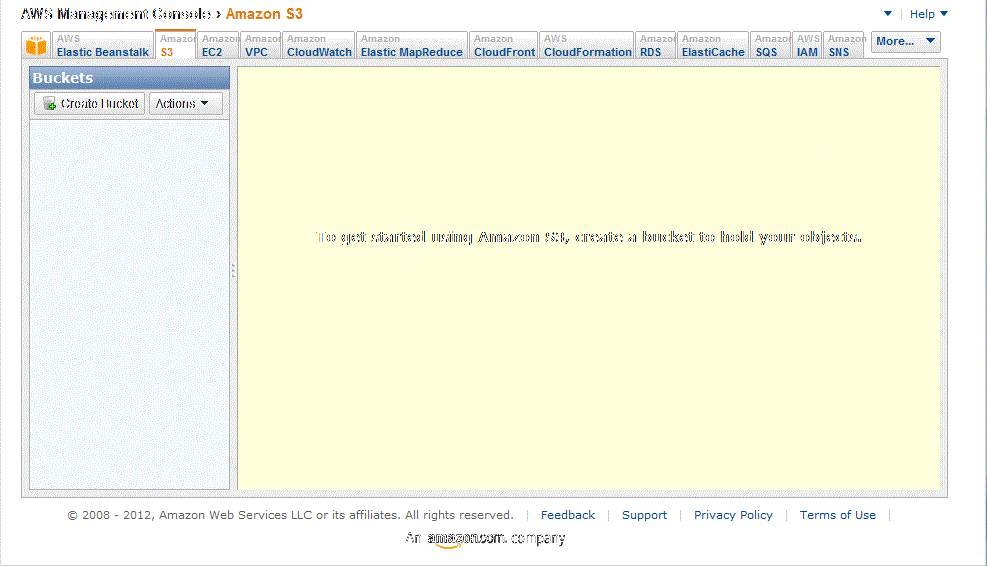 AWS Management Console › Amazon S3
Help
AWS Elastic Beanstalk
Amazon S3
Amazon EC2
Amazon VPC
Amazon CloudWatch
Amazon Elastic MapReduce
Amazon CloudFront
AWS CloudFormation
Amazon RDS
Amazon ElastiCache
Amazon SQS
AWS IAM
Amazon SNS
More...
Buckets
Create Bucket
Actions
To get started using Amazon S3, create a bucket to hold your objects.
© 2008 - 2012, Amazon Web Services LLC or its affiliates. All rights reserved. | Feedback | Support | Privacy Policy | Terms of Use |
An amazon.com. company